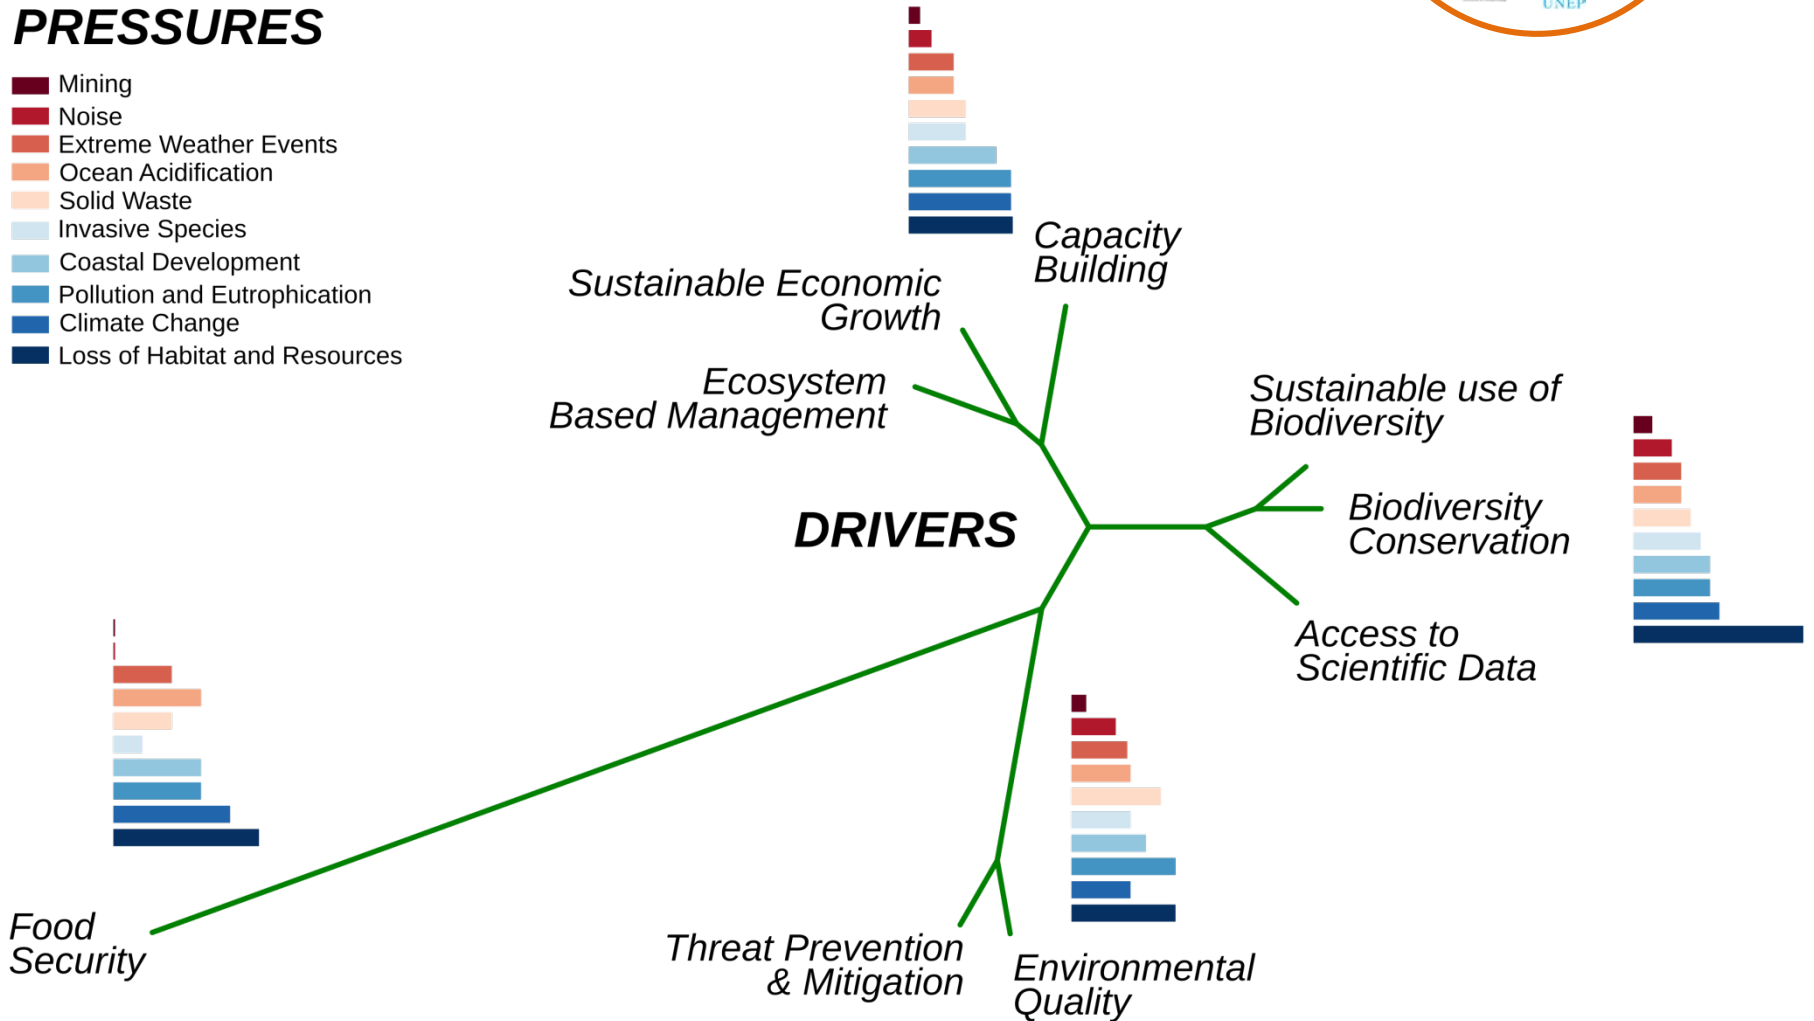 PRESSURES
Mining
Noise
Extreme Weather Events
Ocean Acidification
Solid Waste
Invasive Species
Coastal Development
Pollution and Eutrophication
Climate Change
Loss of Habitat and Resources
UNEP
Capacity
Building
Sustainable Economic
Growth
Ecosystem
Based Management
Sustainable use of
Biodiversity
Biodiversity
Conservation
DRIVERS
Access to
Scientific Data
Food
Security
Threat Prevention
& Mitigation
Environmental
Quality